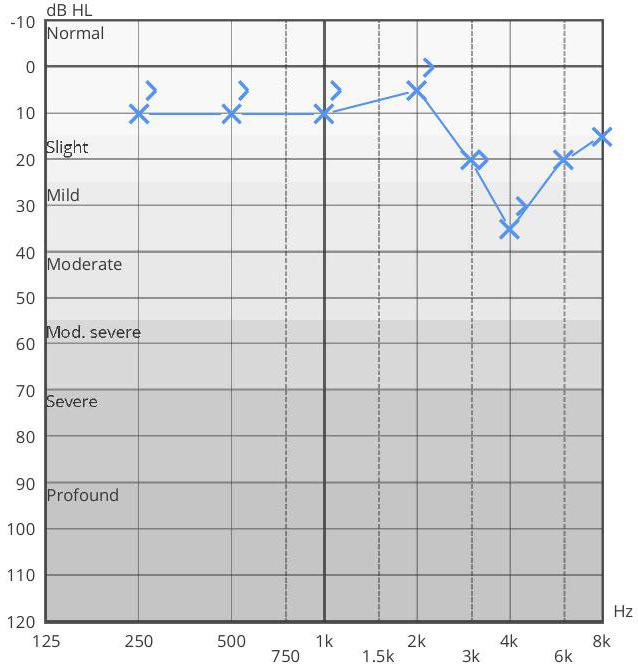 dB HL
-10
Normal
0
10
Slight
20
Mild
30
40
Moderate
50
Mod. severe
60
70
Severe
80
90
Profound
100
110
120
Hz
125 250 500 1k 2k 4k 8k
750 1.5k 3k 6k